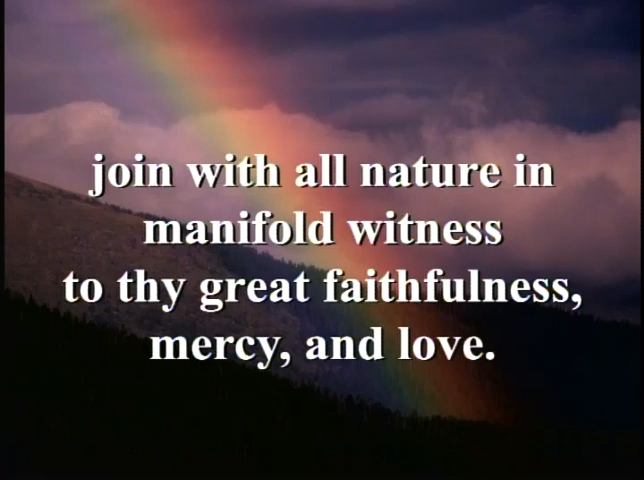 join with all nature in
manifold witness
to thy great faithfulness,
mercy, and love.